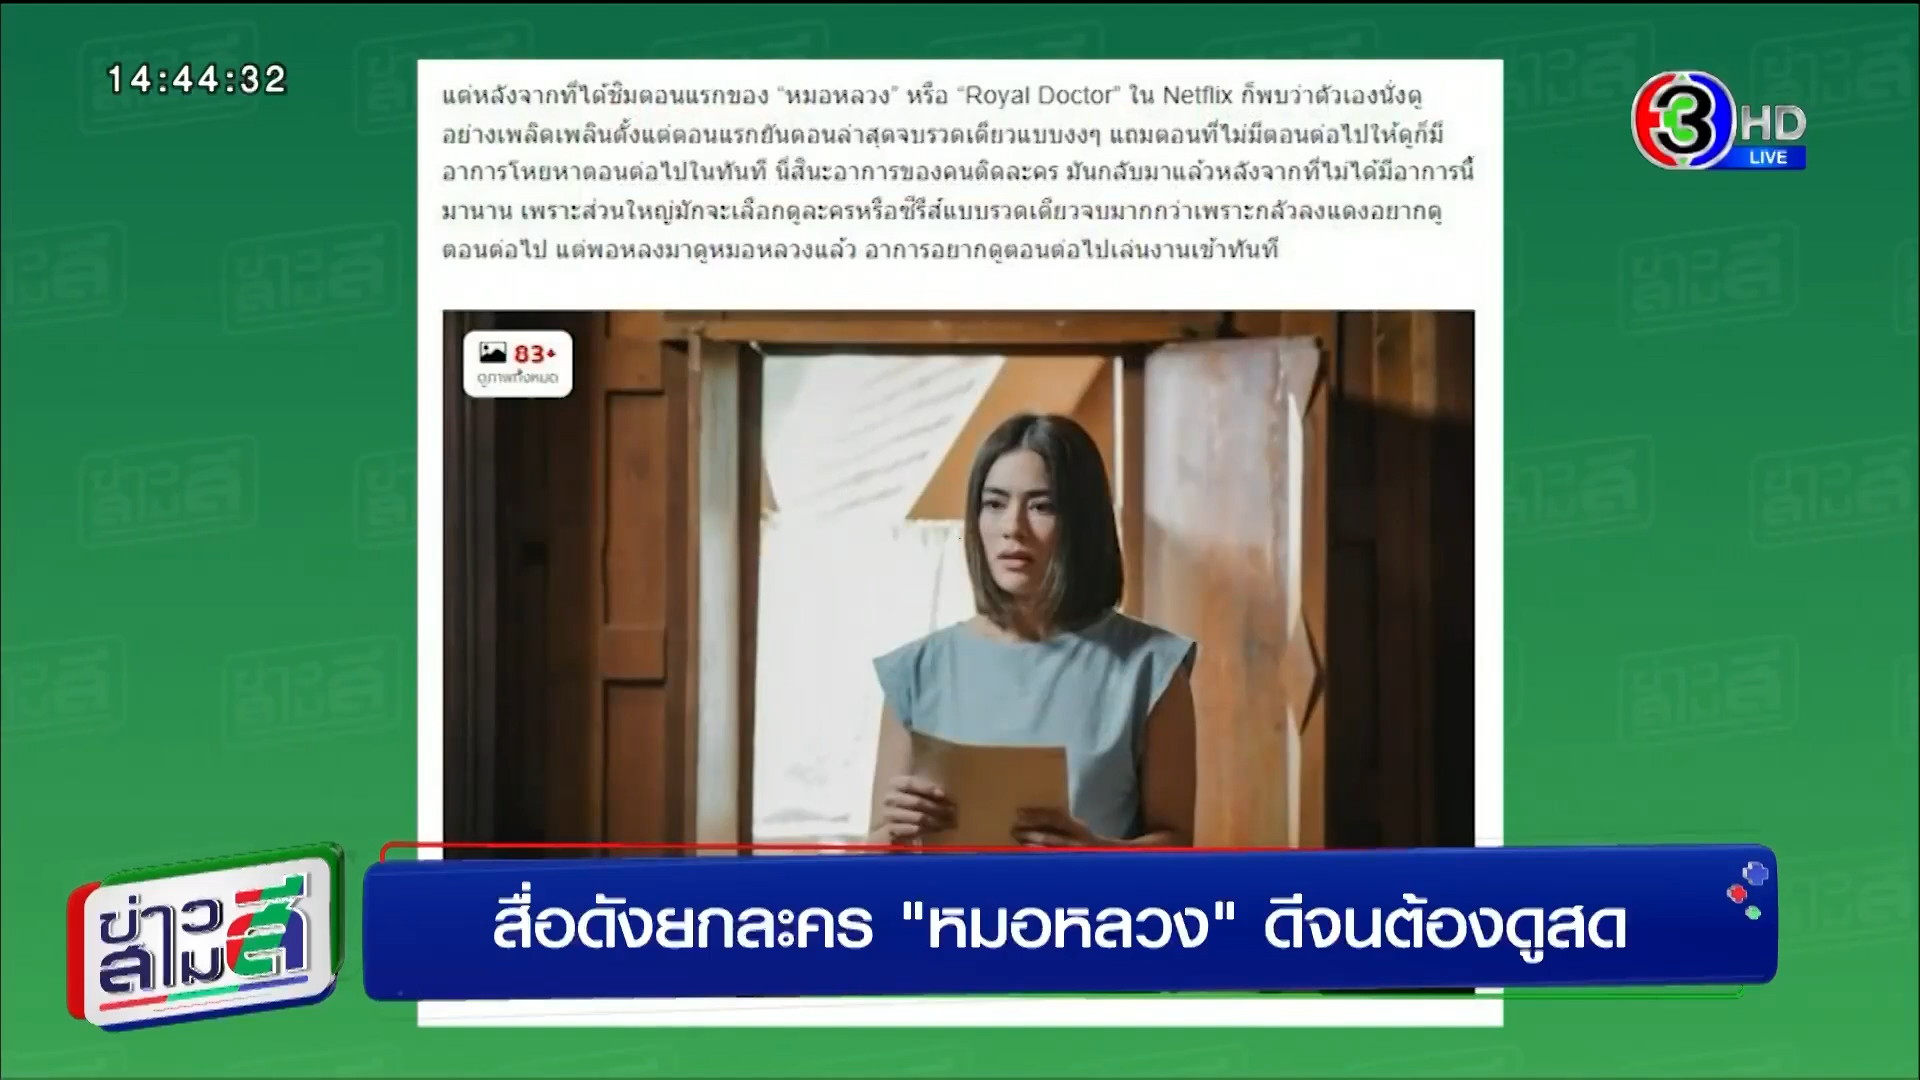 14:44:32
แต่หลังจากที่ได้ชิมตอนแรกของ “หมอหลวง” หรือ “Royal Doctor” ใน Netflix ก็พบว่าตัวเองนั่งดู
อย่างเพลิดเพลินตั้งแต่ตอนแรกยันตอนล่าสุดจบรวดเดียวแบบงงๆ แถมตอนที่ไม่มีตอนต่อไปให้ดูก็มี
อาการโหยหาตอนต่อไปในทันที นี่สินะอาการของคนติดละคร มันกลับมาแล้วหลังจากที่ไม่ได้มีอาการนี้
มานาน เพราะส่วนใหญ่มักจะเลือกดูละครหรือซีรีส์แบบรวดเดียวจบมากกว่าเพราะกลัวลงแดงอยากดู
ตอนต่อไป แต่พอหลงมาดูหมอหลวงแล้ว อาการอยากดูตอนต่อไปเล่นงานเข้าทันที
3 HD
LIVE
83+
ดูภาพทั้งหมด
ข่าว
สามสี
สื่อดังยกละคร "หมอหลวง" ดีจนต้องดูสด